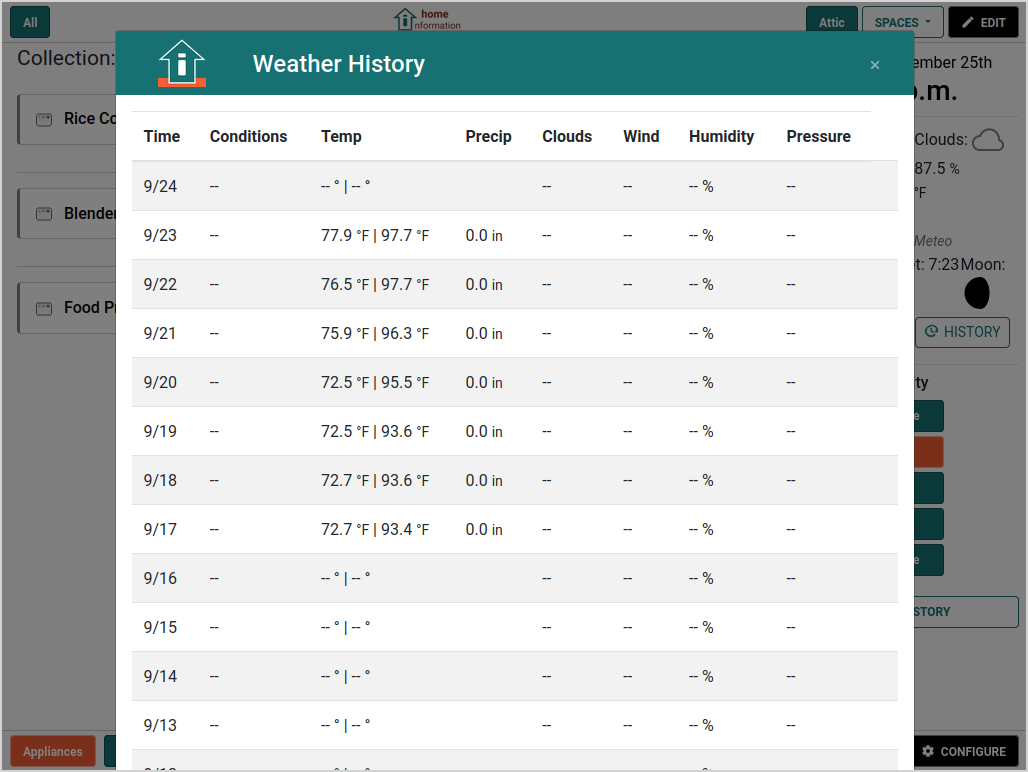 All
home
nformation
Attic
SPACES
EDIT
Collection:
Weather History
×
ember 25th
p.m.
Clouds:
87.5 %
°F
Meteo
t: 7:23 Moon:
HISTORY
ty
e
e
STORY
Rice Co
Blender
Food Pr
Time Conditions Temp Precip Clouds Wind Humidity Pressure
9/24 -- -- ° | -- ° -- -- -- % --
9/23 -- 77.9 °F | 97.7 °F 0.0 in -- -- -- % --
9/22 -- 76.5 °F | 97.7 °F 0.0 in -- -- -- % --
9/21 -- 75.9 °F | 96.3 °F 0.0 in -- -- -- % --
9/20 -- 72.5 °F | 95.5 °F 0.0 in -- -- -- % --
9/19 -- 72.5 °F | 93.6 °F 0.0 in -- -- -- % --
9/18 -- 72.7 °F | 93.6 °F 0.0 in -- -- -- % --
9/17 -- 72.7 °F | 93.4 °F 0.0 in -- -- -- % --
9/16 -- -- ° | -- ° -- -- -- % --
9/15 -- -- ° | -- ° -- -- -- % --
9/14 -- -- ° | -- ° -- -- -- % --
9/13 -- -- ° | -- ° -- -- -- % --
Appliances
CONFIGURE